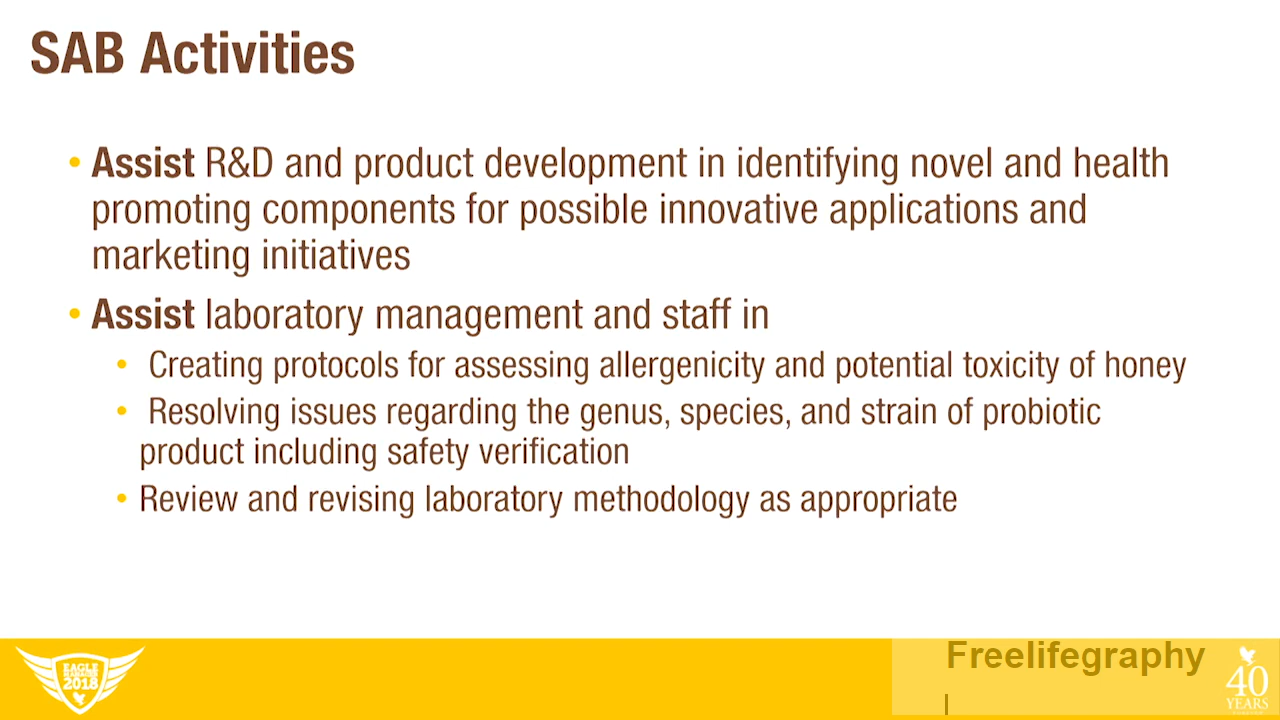 SAB Activities
• Assist R&D and product development in identifying novel and health
promoting components for possible innovative applications and
marketing initiatives
• Assist laboratory management and staff in
• Creating protocols for assessing allergenicity and potential toxicity of honey
• Resolving issues regarding the genus, species, and strain of probiotic
product including safety verification
• Review and revising laboratory methodology as appropriate
EAGLE
2018
Freelifegraphy
40
YEARS